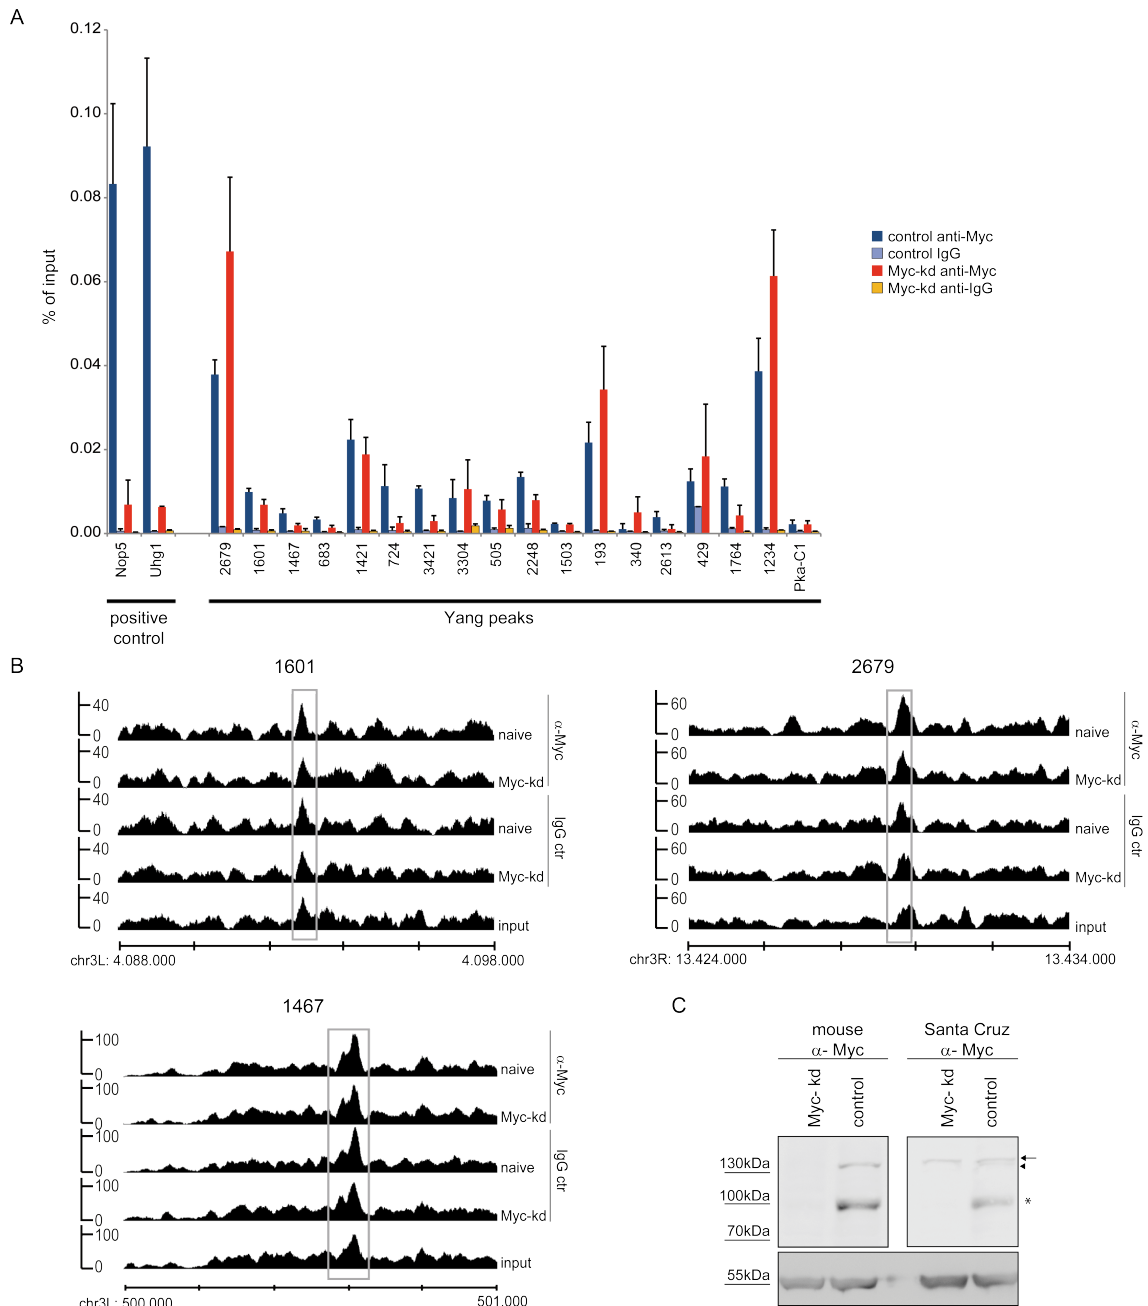 A
0.12
0.10
0.08
0.06
0.04
0.02
0.00
% of input
control anti-Myc
control IgG
Myc-kd anti-Myc
Myc-kd anti-IgG
Nop5 Uhg1 2679 1601 1467 683 1421 724 3421 3304 505 2248 1503 193 340 2613 429 1764 1234 Pka-C1
positive
control
Yang peaks
B
1601
40
0
naive
40
0
Myc-kd
α-Myc
40
0
naive
40
0
Myc-kd
IgG ctr
40
0
input
chr3L: 4.088.000 4.098.000
2679
60
0
naive
60
0
Myc-kd
α-Myc
60
0
naive
60
0
Myc-kd
IgG ctr
60
0
input
chr3R: 13.424.000 13.434.000
1467
100
0
naive
100
0
Myc-kd
α-Myc
100
0
naive
100
0
Myc-kd
IgG ctr
100
0
input
chr3L: 500.000 501.000
C
mouse
α- Myc
Santa Cruz
α- Myc
Myc- kd control Myc- kd control
130kDa
100kDa
*
70kDa
55kDa